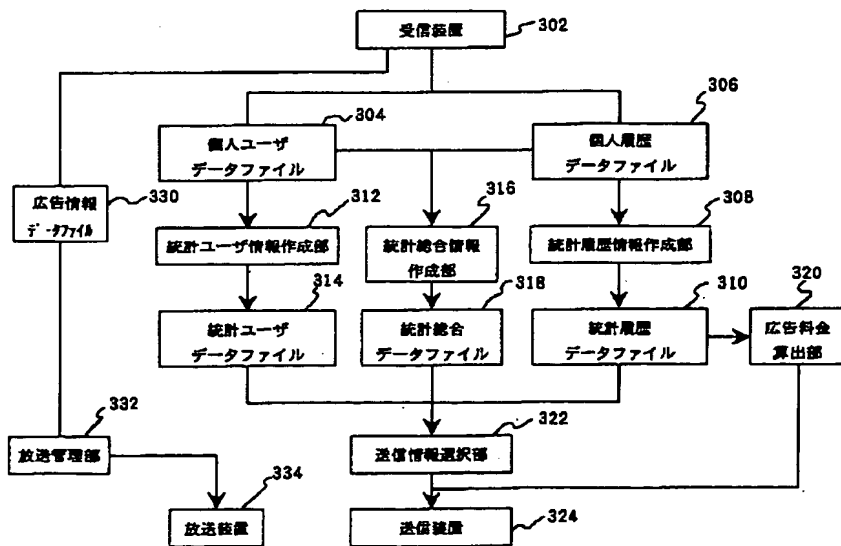 受信装置
302
304
306
個人ユーザ
データファイル
個人履歴
データファイル
広告情報
データファイル
330
312
316
308
統計ユーザ情報作成部
統計総合情報
作成部
統計履歴情報作成部
314
318
310
320
統計ユーザ
データファイル
統計総合
データファイル
統計履歴
データファイル
広告料金
算出部
332
322
放送管理部
送信情報選択部
334
放送装置
送信装置
324